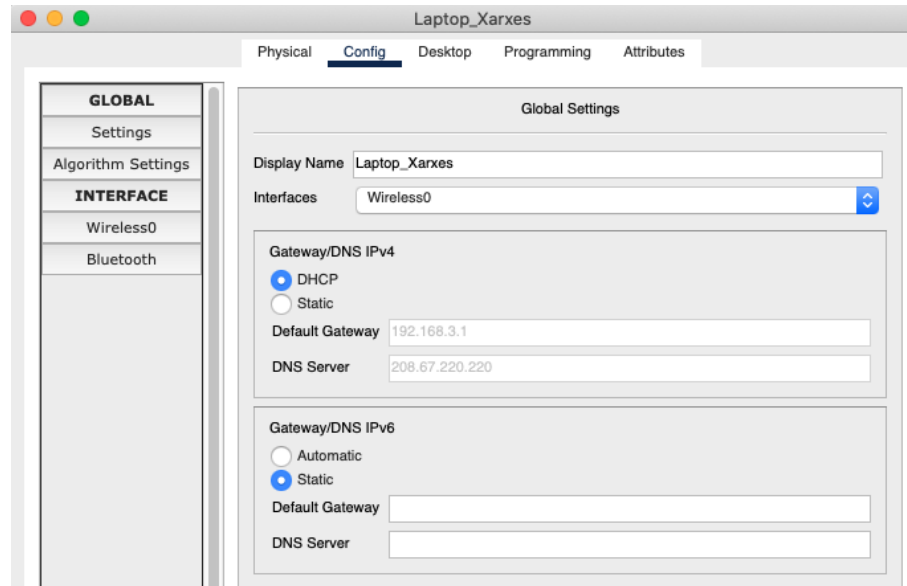 Laptop_Xarxes
Physical Config Desktop Programming Attributes
GLOBAL
Settings
Algorithm Settings
INTERFACE
Wireless0
Bluetooth
Global Settings
Display Name Laptop_Xarxes
Interfaces Wireless0
Gateway/DNS IPv4
DHCP
Static
Default Gateway 192.168.3.1
DNS Server 208.67.220.220
Gateway/DNS IPv6
Automatic
Static
Default Gateway
DNS Server